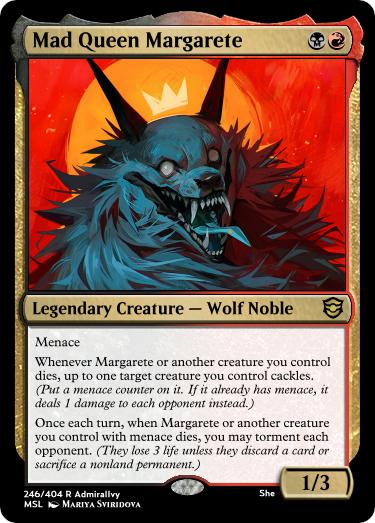 Mad Queen Margarete
Legendary Creature — Wolf Noble
Menace
Whenever Margarete or another creature you control
dies, up to one target creature you control cackles.
(Put a menace counter on it. If it already has menace, it
deals 1 damage to each opponent instead.)
Once each turn, when Margarete or another creature
you control with menace dies, you may torment each
opponent. (They lose 3 life unless they discard a card or
sacrifice a nonland permanent.)
1/3
246/404 R AdmiralIvy
She
MSL Mariya Sviridova